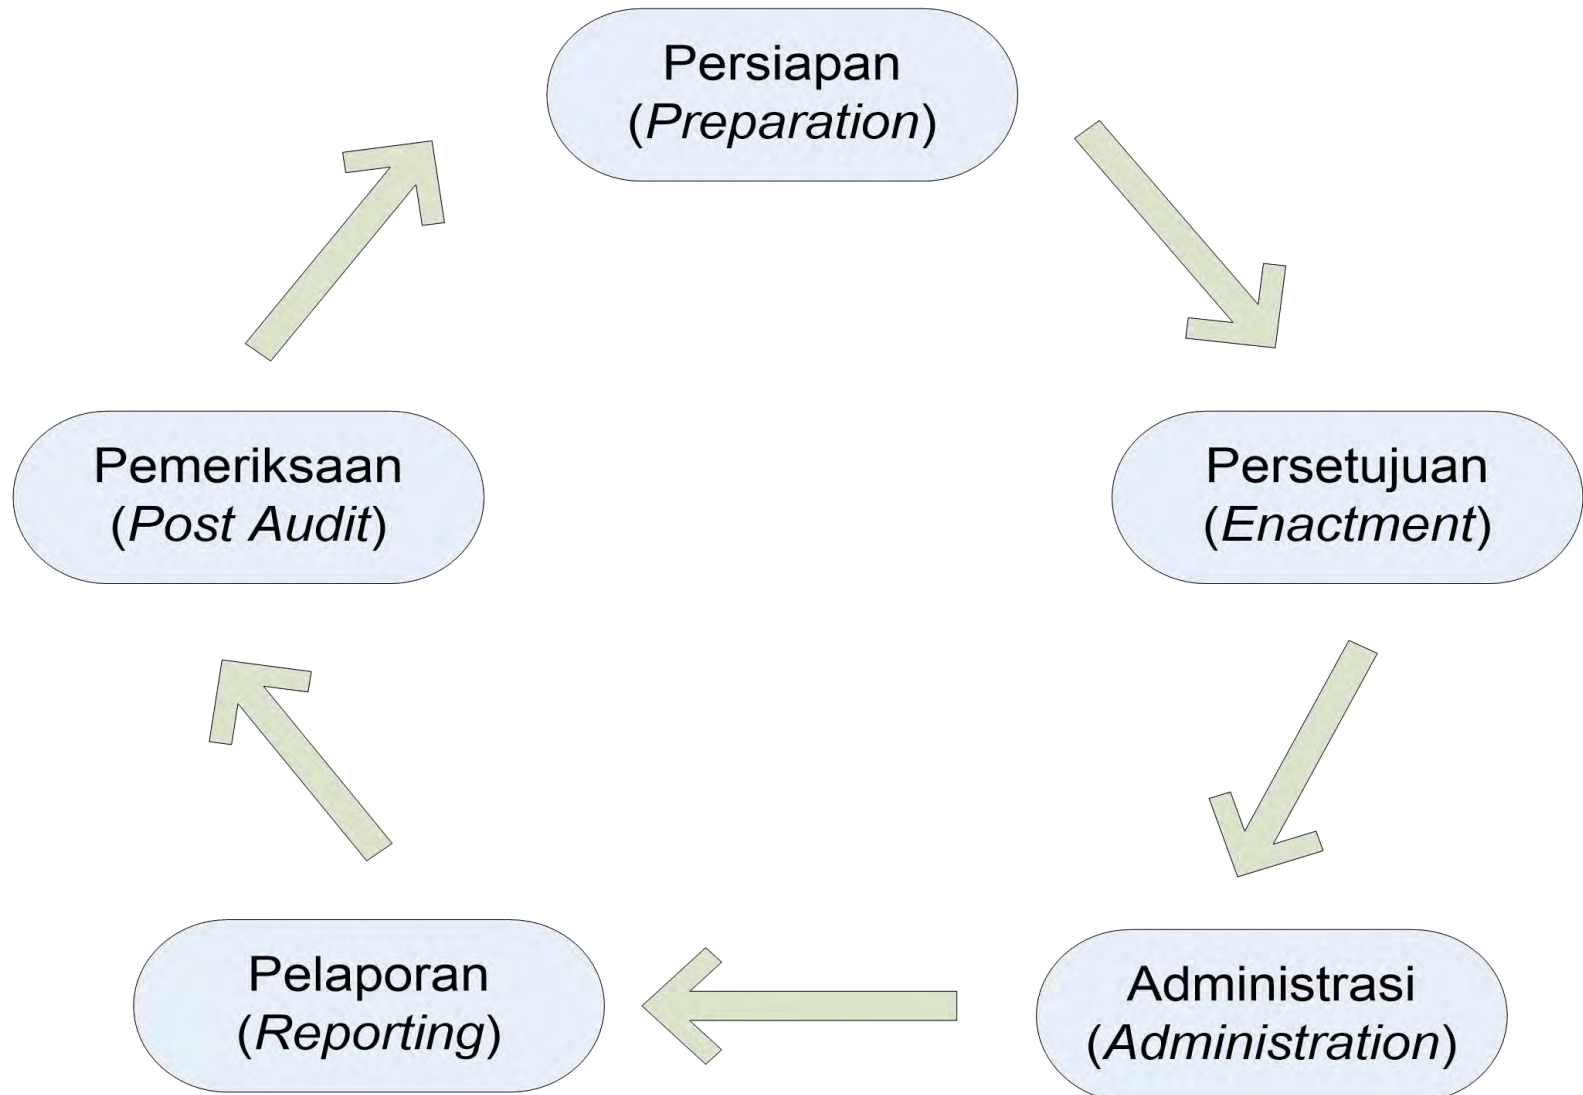 Persiapan
(Preparation)
Persetujuan
(Enactment)
Administrasi
(Administration)
Pelaporan
(Reporting)
Pemeriksaan
(Post Audit)